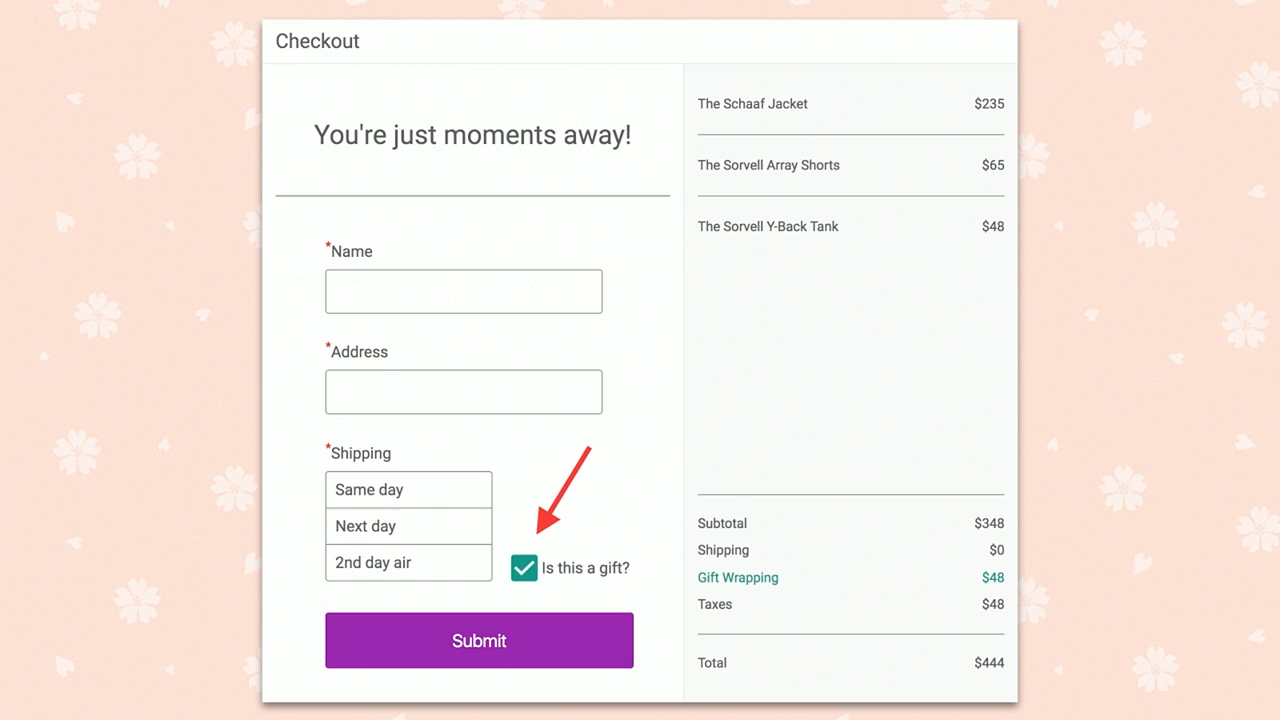 Checkout
You're just moments away!
*Name
*Address
*Shipping
Same day
Next day
2nd day air
Is this a gift?
Submit
The Schaaf Jacket $235
The Sorvell Array Shorts $65
The Sorvell Y-Back Tank $48
Subtotal $348
Shipping $0
Gift Wrapping $48
Taxes $48
Total $444